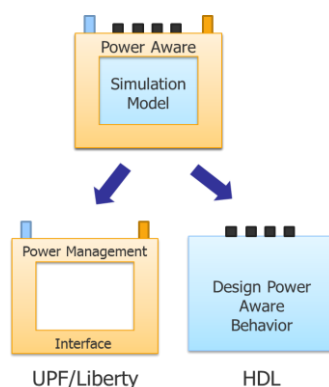 Power Aware
Simulation
Model
Power Management
Interface
Design Power
Aware
Behavior
UPF/Liberty
HDL